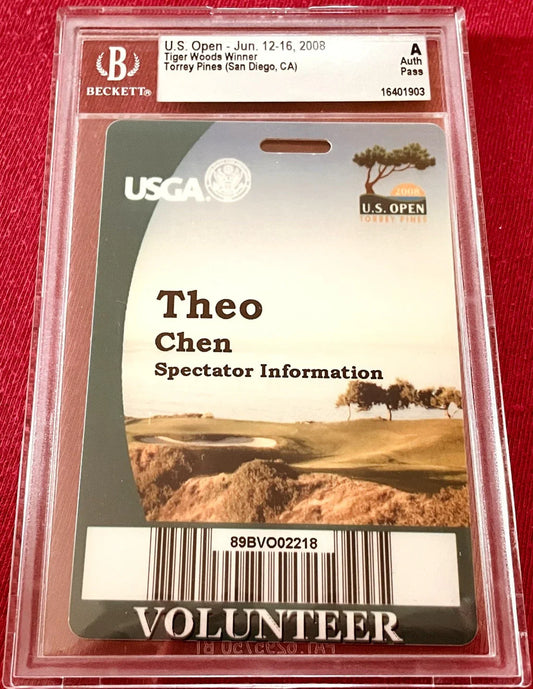 U.S. Open - Jun. 12-16, 2008
Tiger Woods Winner
Torrey Pines (San Diego, CA)
A
Auth
Pass
16401903
B
BECKETT®
USGA®
2008
U.S. OPEN
TORREY PINES
Theo
Chen
Spectator Information
89BVO02218
VOLUNTEER